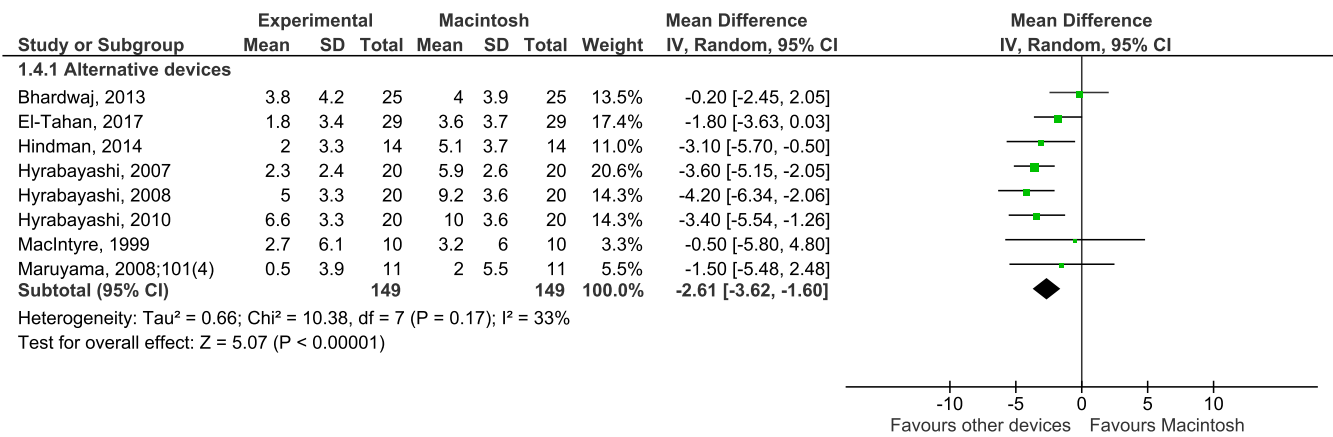 Experimental Macintosh Mean Difference Mean Difference
Study or Subgroup Mean SD Total Mean SD Total Weight IV, Random, 95% CI IV, Random, 95% CI
1.4.1 Alternative devices
Bhardwaj, 2013 3.8 4.2 25 4 3.9 25 13.5% -0.20 [-2.45, 2.05]
El-Tahan, 2017 1.8 3.4 29 3.6 3.7 29 17.4% -1.80 [-3.63, 0.03]
Hindman, 2014 2 3.3 14 5.1 3.7 14 11.0% -3.10 [-5.70, -0.50]
Hyrabayashi, 2007 2.3 2.4 20 5.9 2.6 20 20.6% -3.60 [-5.15, -2.05]
Hyrabayashi, 2008 5 3.3 20 9.2 3.6 20 14.3% -4.20 [-6.34, -2.06]
Hyrabayashi, 2010 6.6 3.3 20 10 3.6 20 14.3% -3.40 [-5.54, -1.26]
MacIntyre, 1999 2.7 6.1 10 3.2 6 10 3.3% -0.50 [-5.80, 4.80]
Maruyama, 2008;101(4) 0.5 3.9 11 2 5.5 11 5.5% -1.50 [-5.48, 2.48]
Subtotal (95% CI) 149 149 100.0% -2.61 [-3.62, -1.60]
Heterogeneity: Tau² = 0.66; Chi² = 10.38, df = 7 (P = 0.17); I² = 33%
Test for overall effect: Z = 5.07 (P < 0.00001)
-10 -5 0 5 10
Favours other devices Favours Macintosh